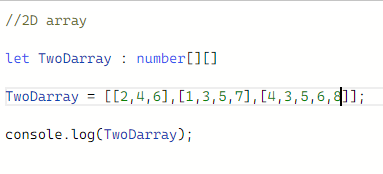 //2D array
let TwoDarray : number[][]
TwoDarray = [[2,4,6],[1,3,5,7],[4,3,5,6,8]];
console.log(TwoDarray);